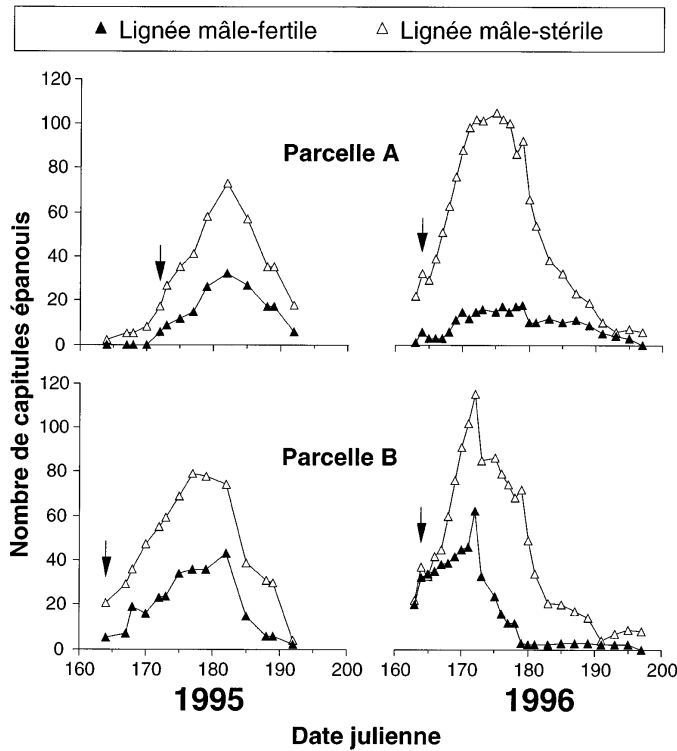 ▲ Lignée mâle-fertile △ Lignée mâle-stérile
Nombre de capitules épanouis
120
100
80
60
40
20
0
Parcelle A
120
100
80
60
40
20
0
Parcelle B
160 170 180 190 200
160 170 180 190 200
1995 1996
Date julienne